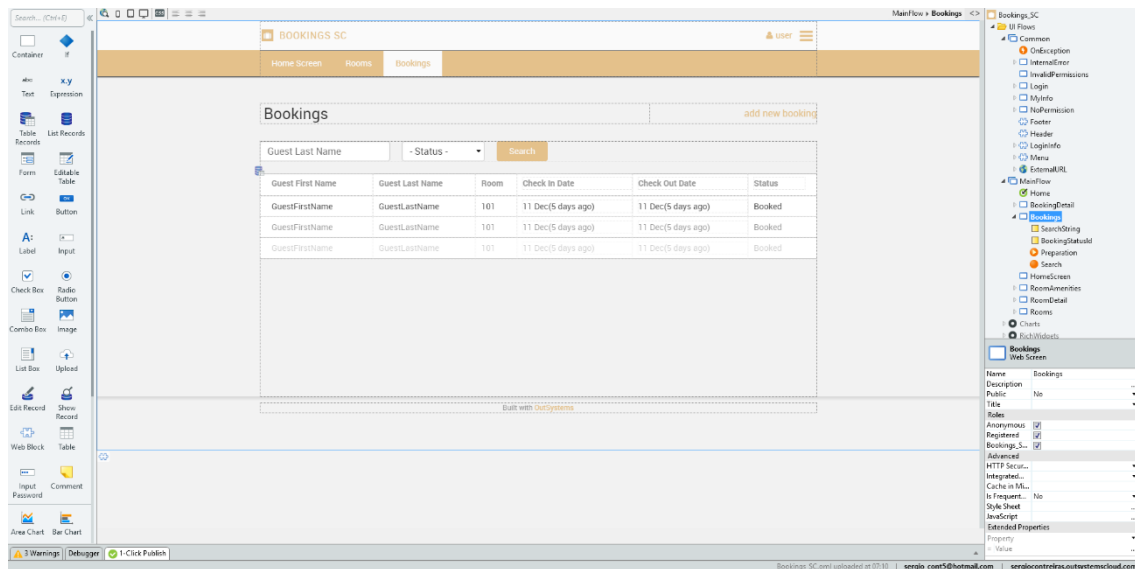 Search... (Ctrl+E)
MainFlow ▸ Bookings <>
Container
If
abc
Text
x.y
Expression
Table Records
List Records
Form
Editable Table
Link
Button
A:
Label
Input
Check Box
Radio Button
Combo Box
Image
List Box
Upload
Edit Record
Show Record
Web Block
Table
Input Password
Comment
Area Chart
Bar Chart
BOOKINGS SC
user
Home Screen
Rooms
Bookings
Bookings
add new booking
Guest Last Name
- Status -
Search
Guest First Name Guest Last Name Room Check In Date Check Out Date Status
GuestFirstName GuestLastName 101 11 Dec(5 days ago) 11 Dec(5 days ago) Booked
GuestFirstName GuestLastName 101 11 Dec(5 days ago) 11 Dec(5 days ago) Booked
GuestFirstName GuestLastName 101 11 Dec(5 days ago) 11 Dec(5 days ago) Booked
Built with OutSystems
Bookings_SC
UI Flows
Common
OnException
InternalError
InvalidPermissions
Login
MyInfo
NoPermission
Footer
Header
LoginInfo
Menu
ExternalURL
MainFlow
Home
BookingDetail
Bookings
SearchString
BookingStatusId
Preparation
Search
HomeScreen
RoomAmenities
RoomDetail
Rooms
Charts
RichWidgets
Bookings
Web Screen
Name Bookings
Description
Public No
Title
Roles
Anonymous
Registered
Bookings_S...
Advanced
HTTP Secur...
Integrated...
Cache in Mi...
Is Frequent... No
Style Sheet
JavaScript
Extended Properties
Property
Value
3 Warnings Debugger 1-Click Publish
Bookings_SC.oml uploaded at 07:10 | sergio_cont5@hotmail.com | sergiocontreiras.outsystemscloud.com